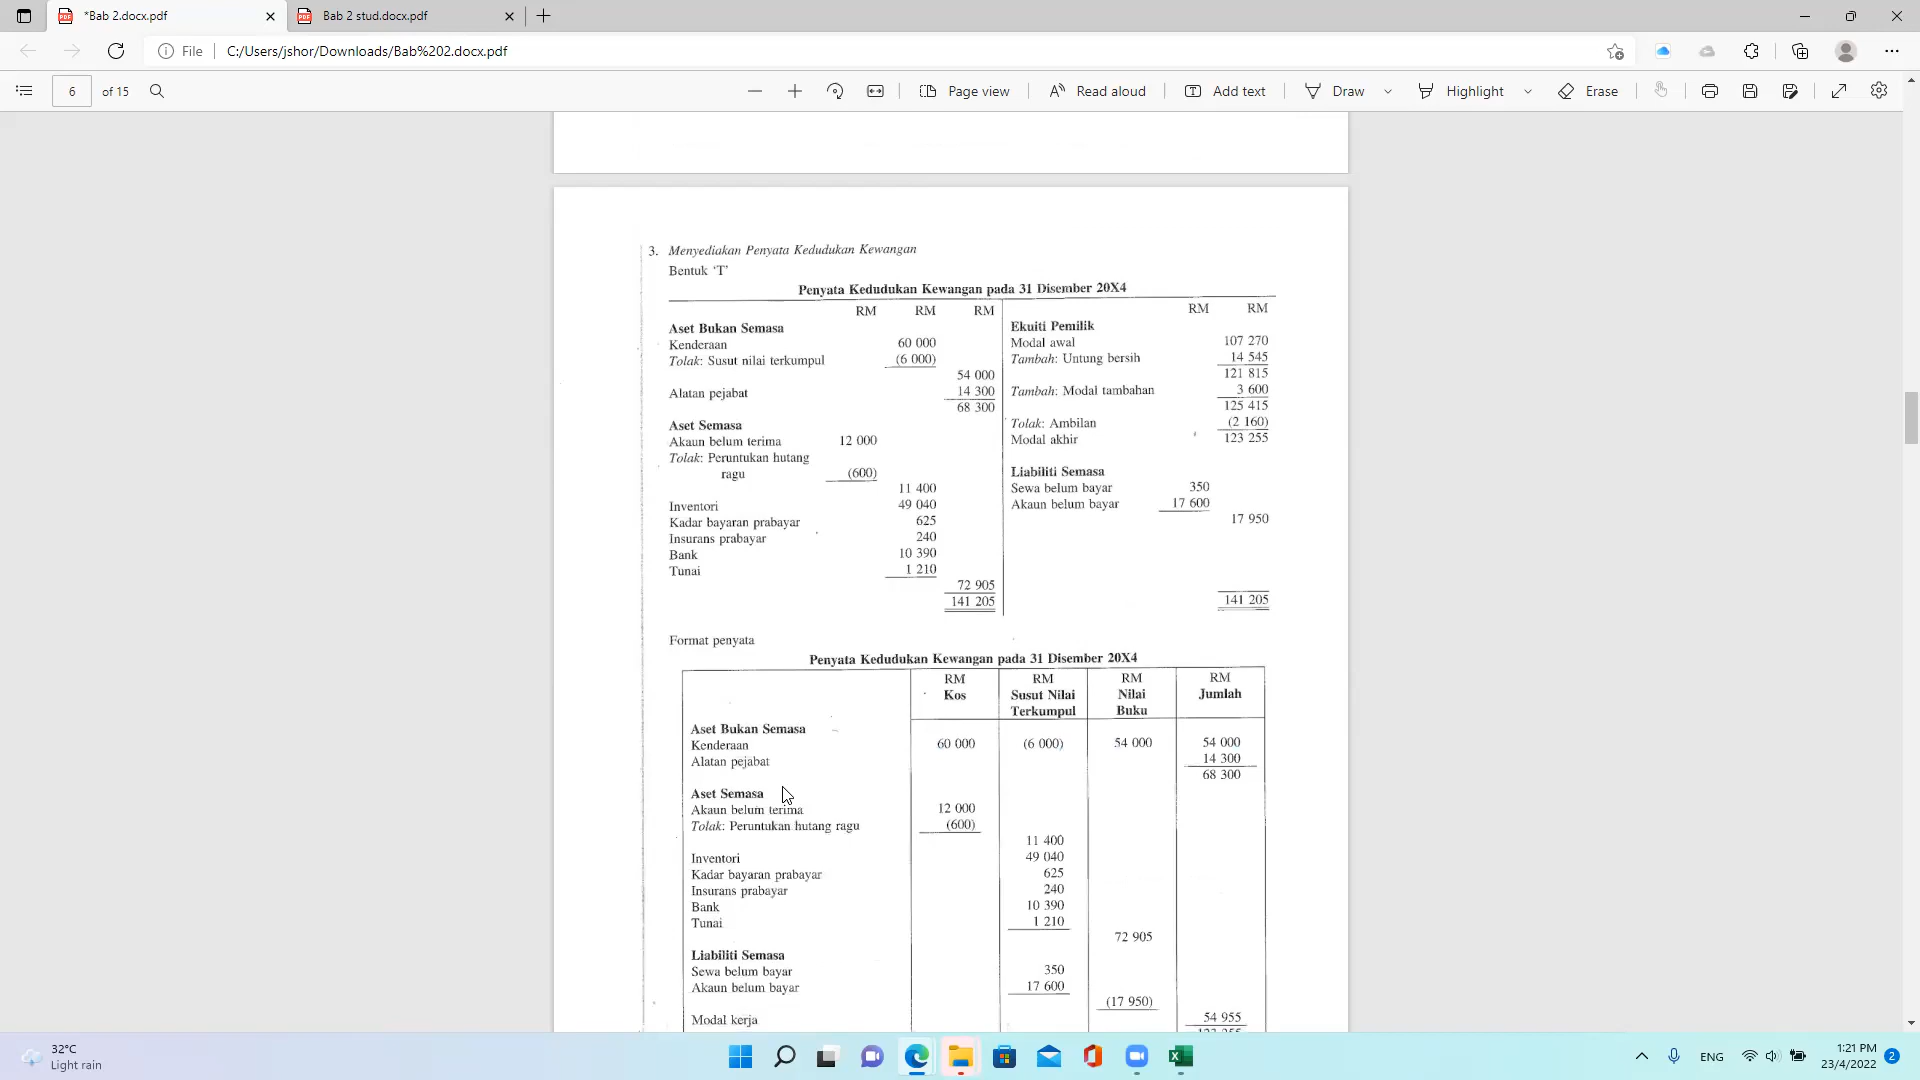 *Bab 2.docx.pdf
Bab 2 stud.docx.pdf
File
C:/Users/jshor/Downloads/Bab%202.docx.pdf
6 of 15
Page view
Read aloud
Add text
Draw
Highlight
Erase
3. Menyediakan Penyata Kedudukan Kewangan
Bentuk 'T'
Penyata Kedudukan Kewangan pada 31 Disember 20X4
RM RM RM RM RM
Aset Bukan Semasa
Kenderaan 60 000
Tolak: Susut nilai terkumpul (6 000)
54 000
Alatan pejabat 14 300
68 300
Aset Semasa
Akaun belum terima 12 000
Tolak: Peruntukan hutang
ragu (600)
11 400
Inventori 49 040
Kadar bayaran prabayar 625
Insurans prabayar 240
Bank 10 390
Tunai 1 210
72 905
141 205
Ekuiti Pemilik
Modal awal 107 270
Tambah: Untung bersih 14 545
121 815
Tambah: Modal tambahan 3 600
125 415
Tolak: Ambilan (2 160)
Modal akhir 123 255
Liabiliti Semasa
Sewa belum bayar 350
Akaun belum bayar 17 600
17 950
141 205
Format penyata
Penyata Kedudukan Kewangan pada 31 Disember 20X4
RM RM RM RM
Kos Susut Nilai Nilai Jumlah
Terkumpul Buku
Aset Bukan Semasa
Kenderaan 60 000 (6 000) 54 000 54 000
Alatan pejabat 14 300
68 300
Aset Semasa
Akaun belum terima 12 000
Tolak: Peruntukan hutang ragu (600)
11 400
Inventori 49 040
Kadar bayaran prabayar 625
Insurans prabayar 240
Bank 10 390
Tunai 1 210
72 905
Liabiliti Semasa
Sewa belum bayar 350
Akaun belum bayar 17 600
(17 950)
Modal kerja 54 955
32°C
Light rain
ENG
1:21 PM
23/4/2022
2